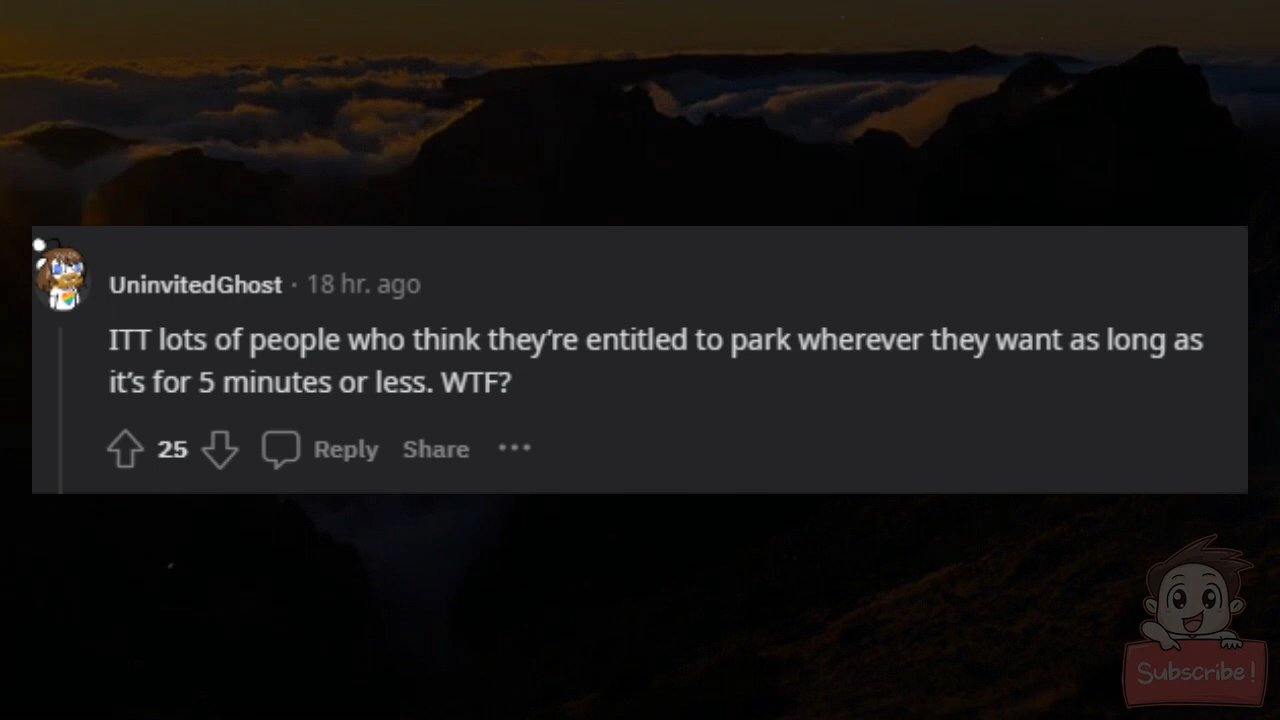 UninvitedGhost · 18 hr. ago
ITT lots of people who think they’re entitled to park wherever they want as long as
it’s for 5 minutes or less. WTF?
25 Reply Share ···
Subscribe!